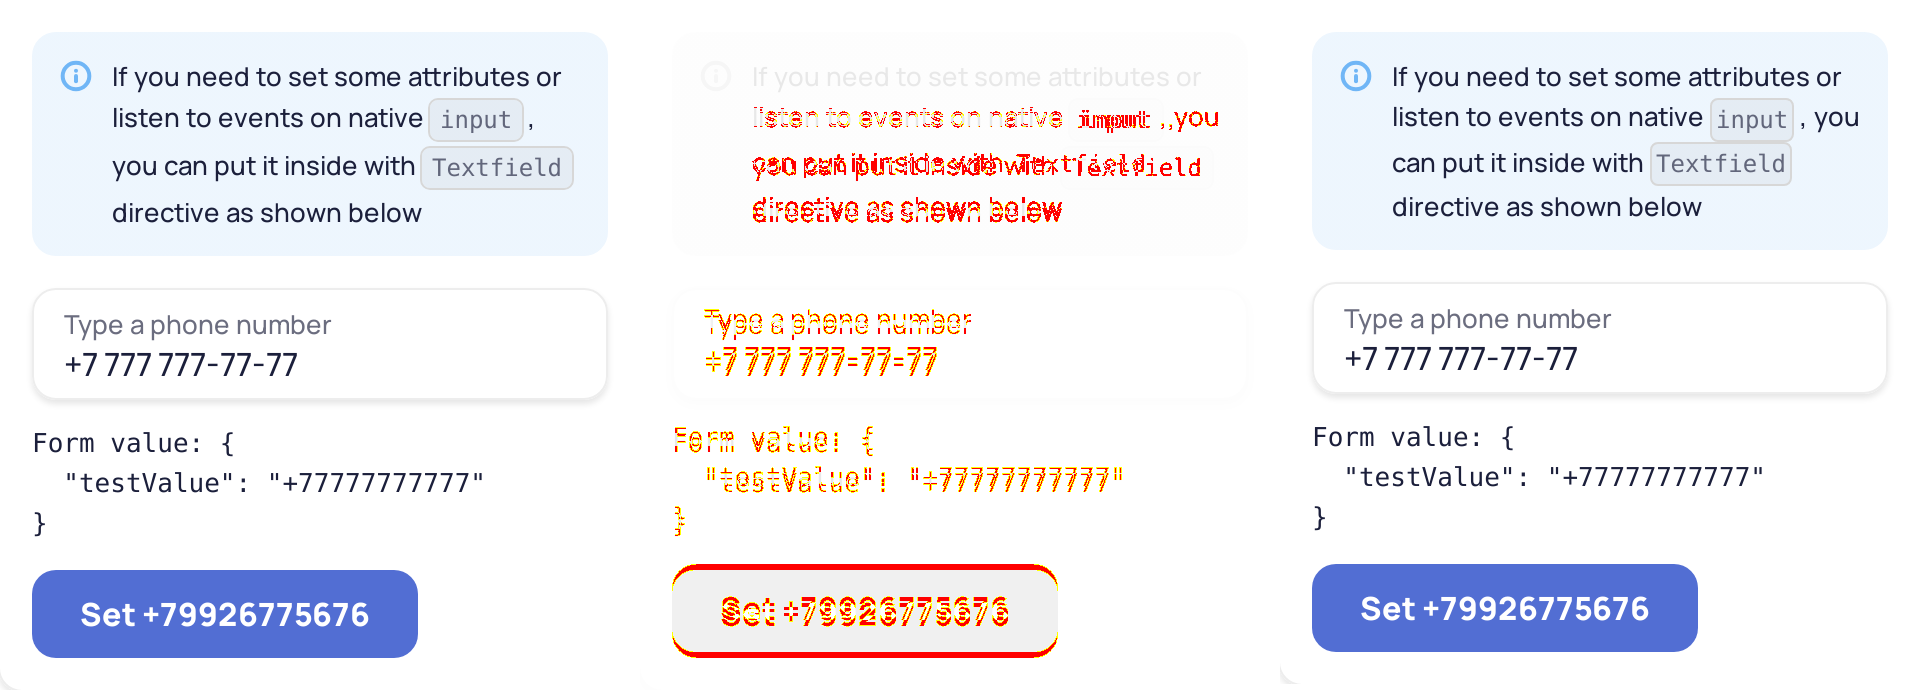 If you need to set some attributes or
listen to events on native input ,
you can put it inside with Textfield
directive as shown below
Type a phone number
+7 777 777-77-77
Form value: {
"testValue": "+77777777777"
}
Set +79926775676
If you need to set some attributes or
listen to events on native input , you
can put it inside with Textfield
directive as shown below
Type a phone number
+7 777 777-77-77
Form value: {
"testValue": "+77777777777"
}
Set +79926775676
If you need to set some attributes or
listen to events on native input , you
can put it inside with Textfield
directive as shown below
Type a phone number
+7 777 777-77-77
Form value: {
"testValue": "+77777777777"
}
Set +79926775676